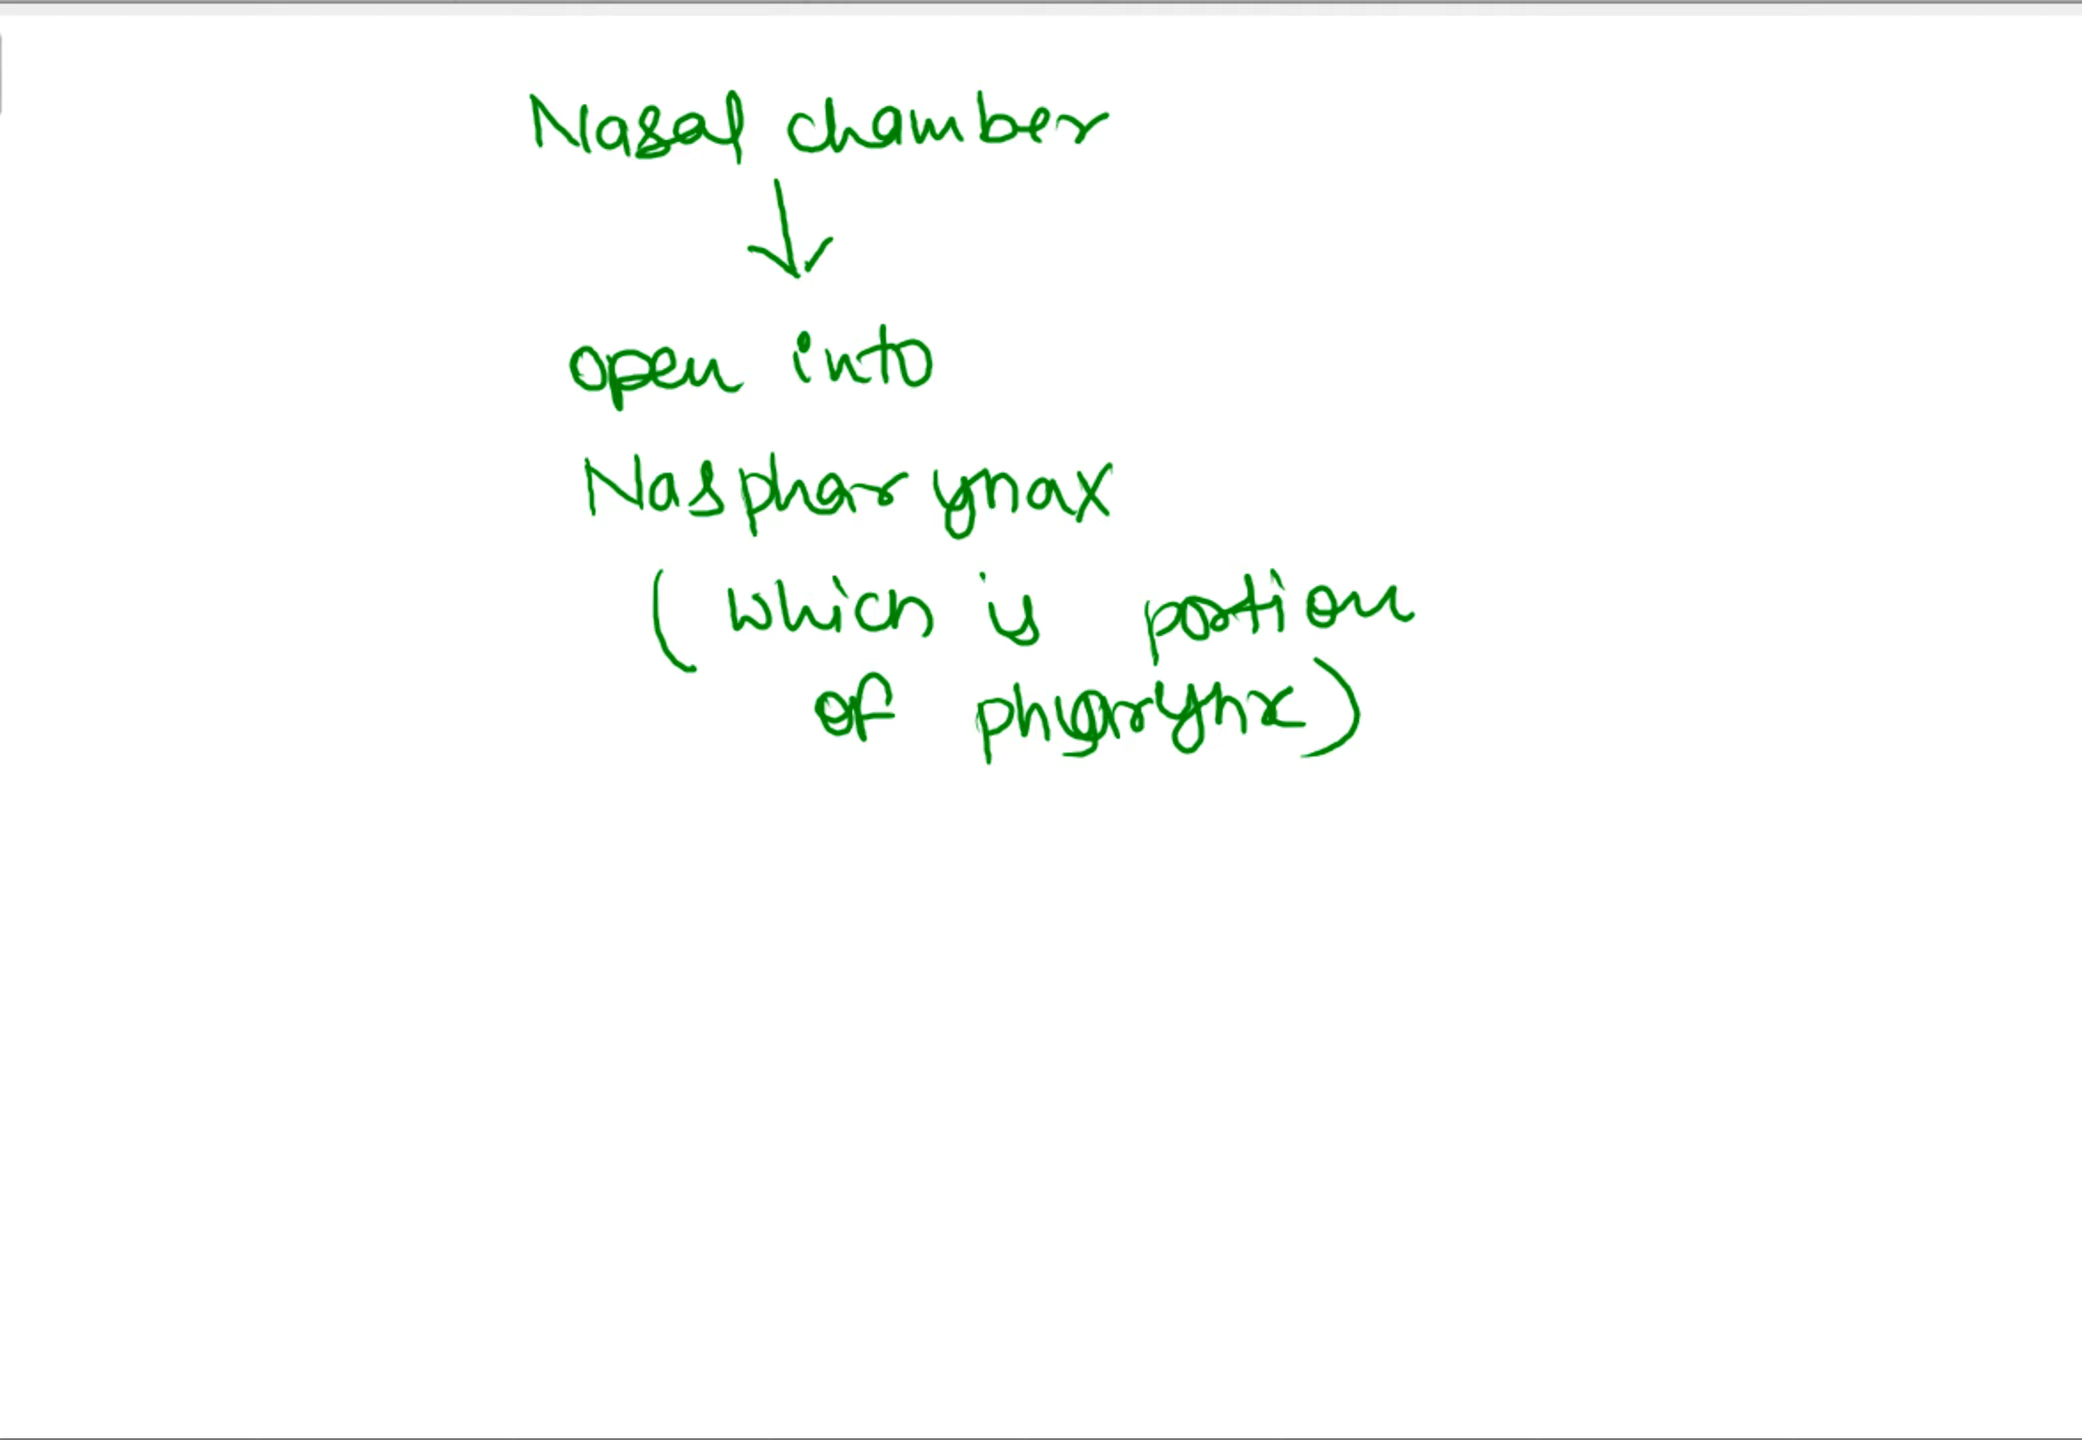 Nasal chamber
↓
open into
Naspharynax
( which is portion
of pharynx)